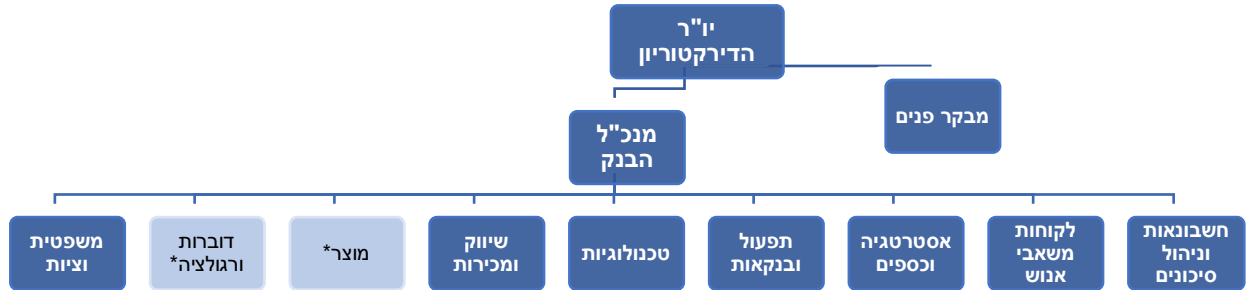 יו"ר
הדירקטוריון
מבקר פנים
מנכ"ל
הבנק
חשבונאות
וניהול
סיכונים
לקוחות
משאבי
אנוש
אסטרטגיה
וכספים
תפעול
ובנקאות
טכנולוגיות
שיווק
ומכירות
מוצר*
דוברות
ורגולציה*
משפטית
וציות